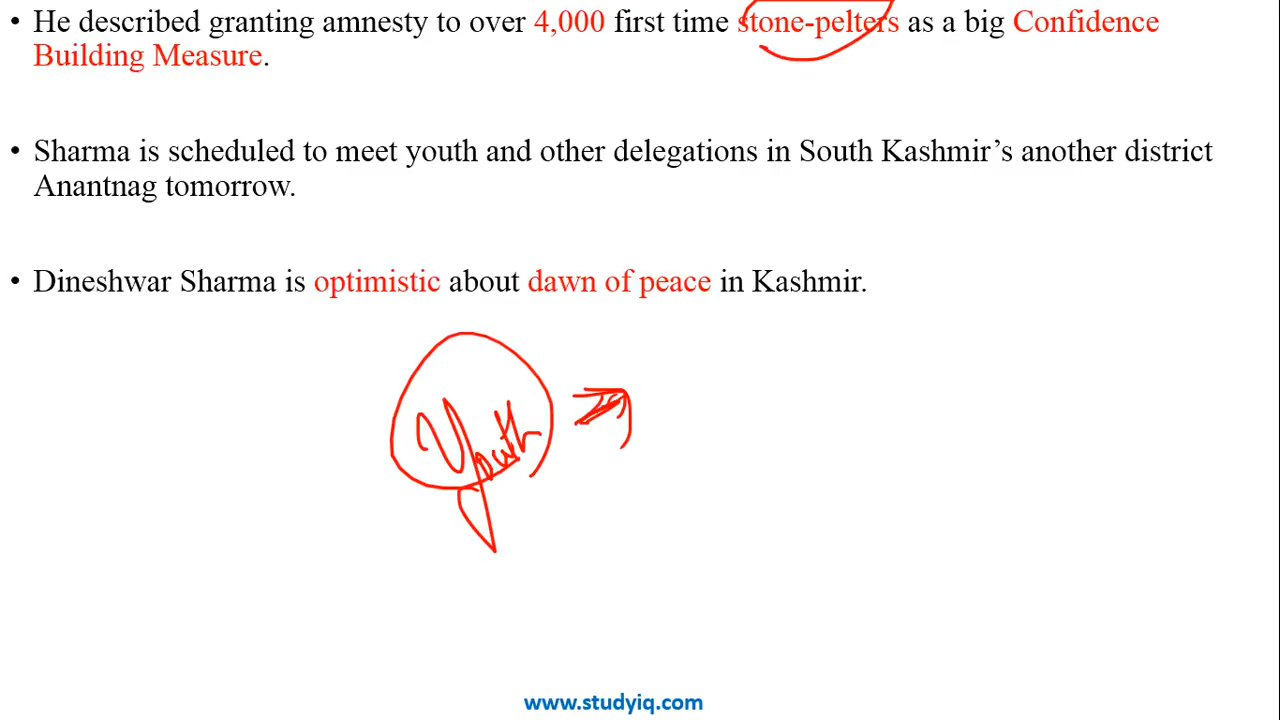 • He described granting amnesty to over 4,000 first time stone-pelters as a big Confidence
Building Measure.
• Sharma is scheduled to meet youth and other delegations in South Kashmir’s another district
Anantnag tomorrow.
• Dineshwar Sharma is optimistic about dawn of peace in Kashmir.
Youth
www.studyiq.com